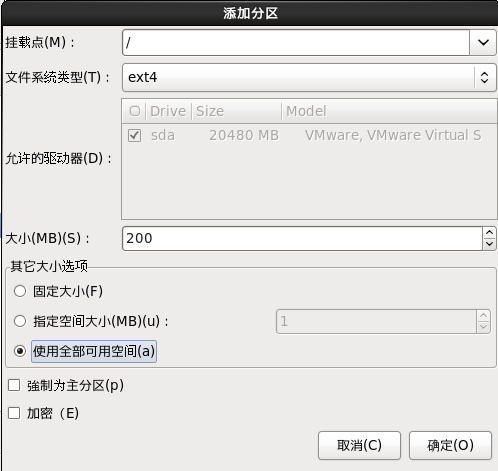 添加分区
挂载点(M)：
/
文件系统类型(T)：
ext4
允许的驱动器(D)：
Drive Size Model
sda 20480 MB VMware, VMware Virtual S
大小(MB)(S)：
200
其它大小选项
固定大小(F)
指定空间大小(MB)(u)：
1
使用全部可用空间(a)
強制为主分区(p)
加密（E)
取消(C)
确定(O)